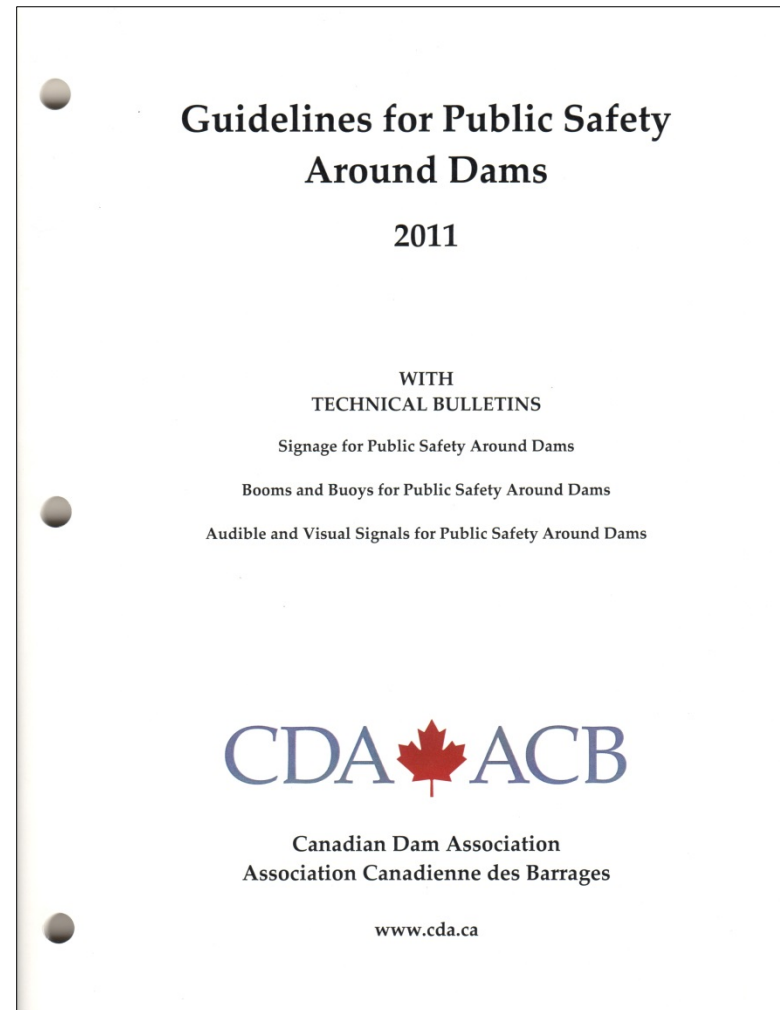 Guidelines for Public Safety
Around Dams
2011
WITH
TECHNICAL BULLETINS
Signage for Public Safety Around Dams
Booms and Buoys for Public Safety Around Dams
Audible and Visual Signals for Public Safety Around Dams
CDA ACB
Canadian Dam Association
Association Canadienne des Barrages
www.cda.ca